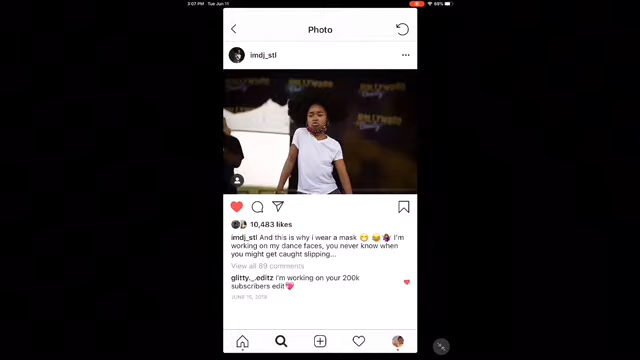 3:07 PM Tue Jun 11
69%
Photo
imdj_stl
10,483 likes
imdj_stl And this is why i wear a mask 😷 😂 🤷🏾‍♀️ I'm
working on my dance faces, you never know when
you might get caught slipping...
View all 89 comments
glitty._.editz I'm working on your 200k
subscribers edit💖
JUNE 15, 2018